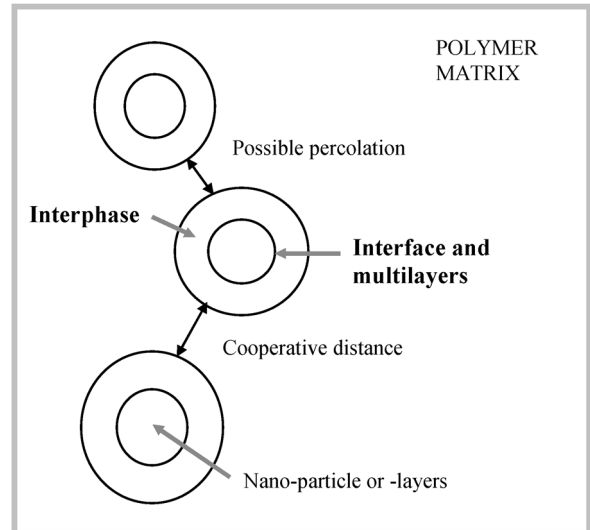 POLYMER
MATRIX
Possible percolation
Interphase
Interface and
multilayers
Cooperative distance
Nano-particle or -layers